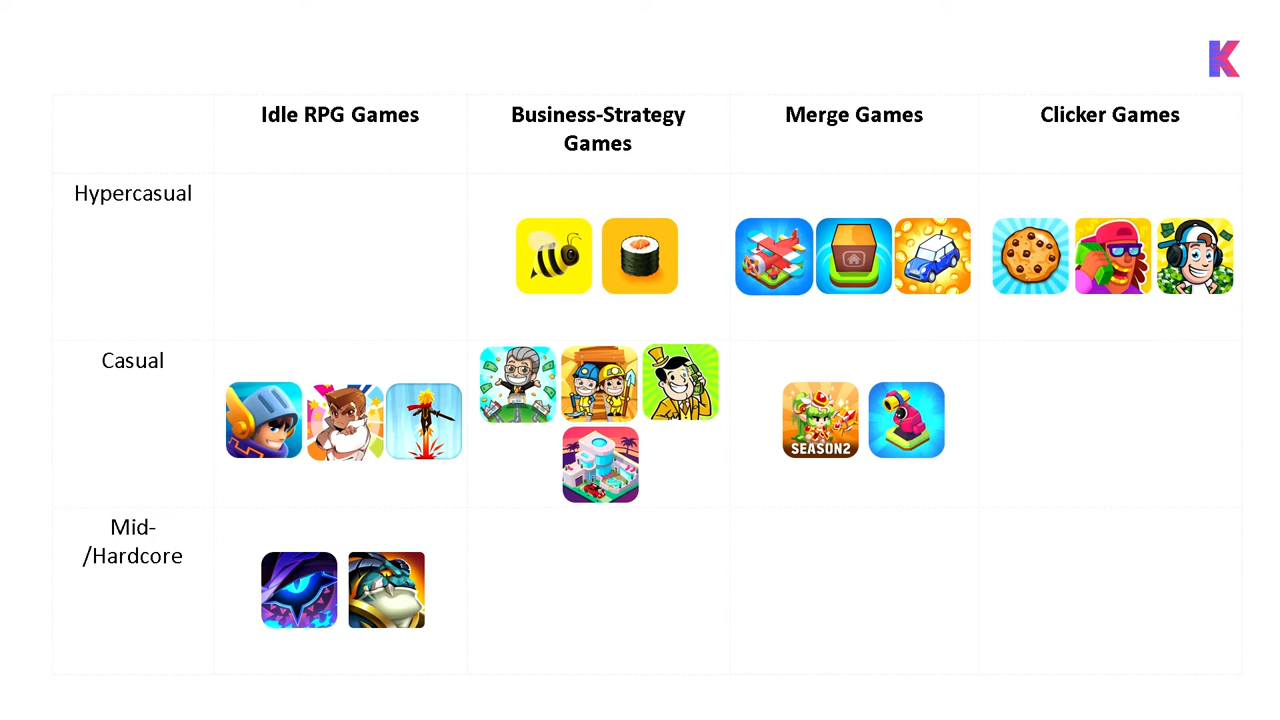 K
Idle RPG Games
Business-Strategy
Games
Merge Games
Clicker Games
Hypercasual
Casual
SEASON2
Mid-
/Hardcore